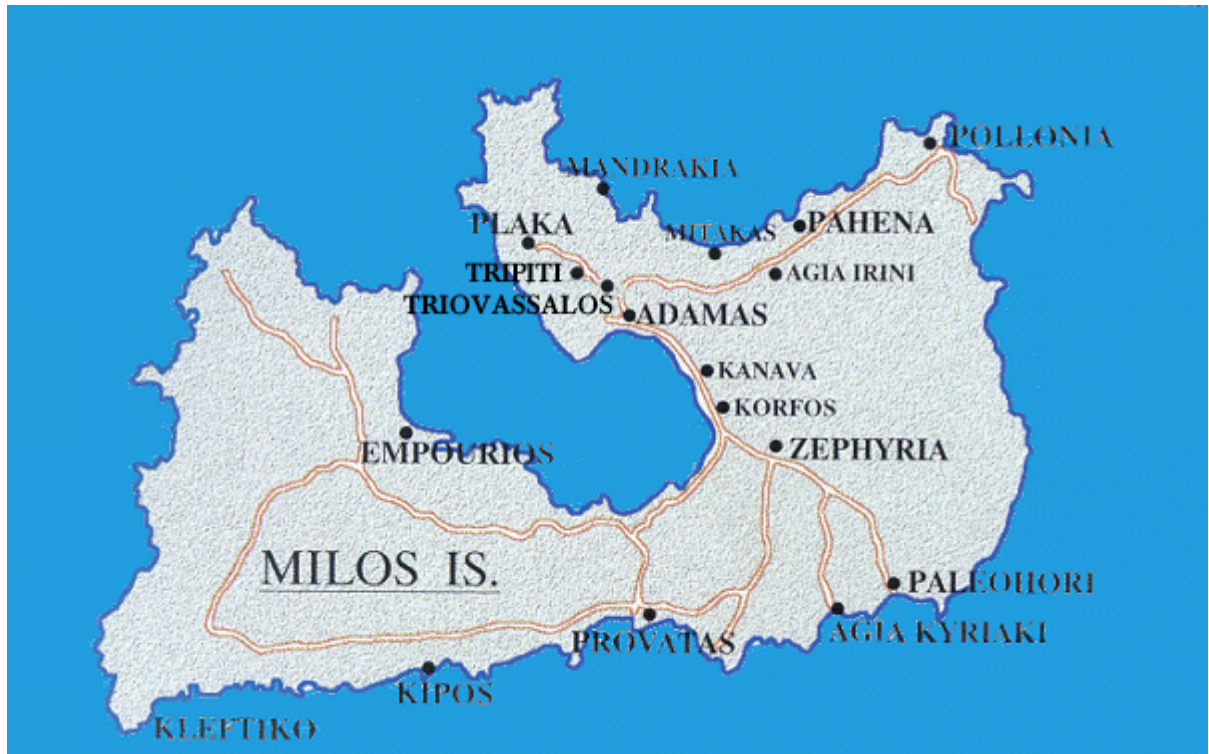 POLLONIA
MANDRAKIA
PLAKA
MITAKAS
PAHENA
TRIPITI
AGIA IRINI
TRIOVASSALOS
ADAMAS
KANAVA
KORFOS
EMPOURIOS
ZEPHYRIA
MILOS IS.
PALEOHORI
PROVATAS
AGIA KYRIAKI
KIPOS
KLEFTIKO